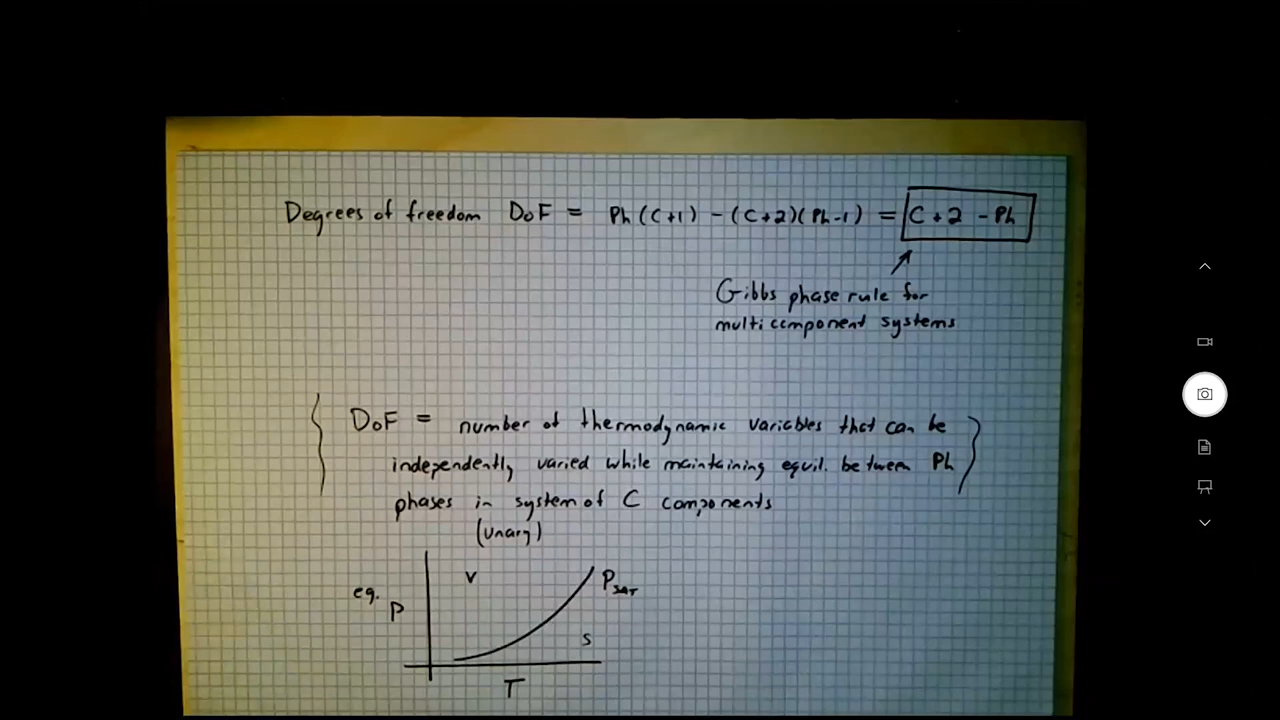 Degrees of freedom DoF = Ph(C+1) - (C+2)(Ph-1) = C+2-Ph
Gibbs phase rule for
multicomponent systems
DoF = number of thermodynamic variables that can be
independently varied while maintaining equil. between Ph
phases in system of C components
(Unary)
eg.
P
V
P_SAT
S
T